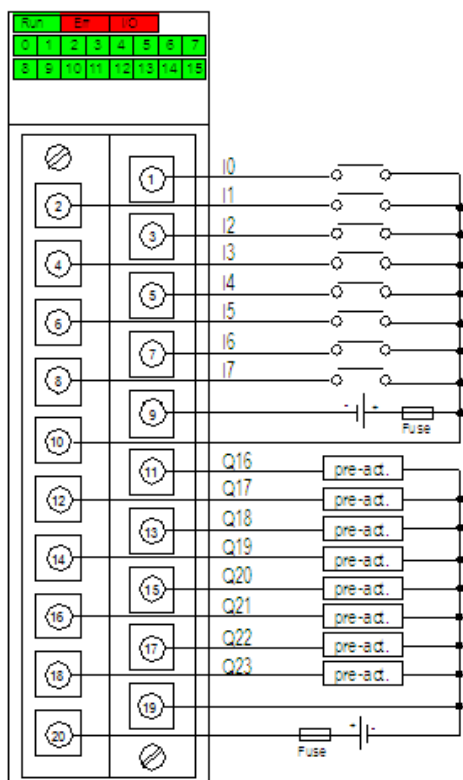 Run Err I/O
0 1 2 3 4 5 6 7
8 9 10 11 12 13 14 15
1 I0
2 I1
3 I2
4 I3
5 I4
6 I5
7 I6
8 I7
9 - +
Fuse
10
11 Q16 pre-act.
12 Q17 pre-act.
13 Q18 pre-act.
14 Q19 pre-act.
15 Q20 pre-act.
16 Q21 pre-act.
17 Q22 pre-act.
18 Q23 pre-act.
19
20 + -
Fuse